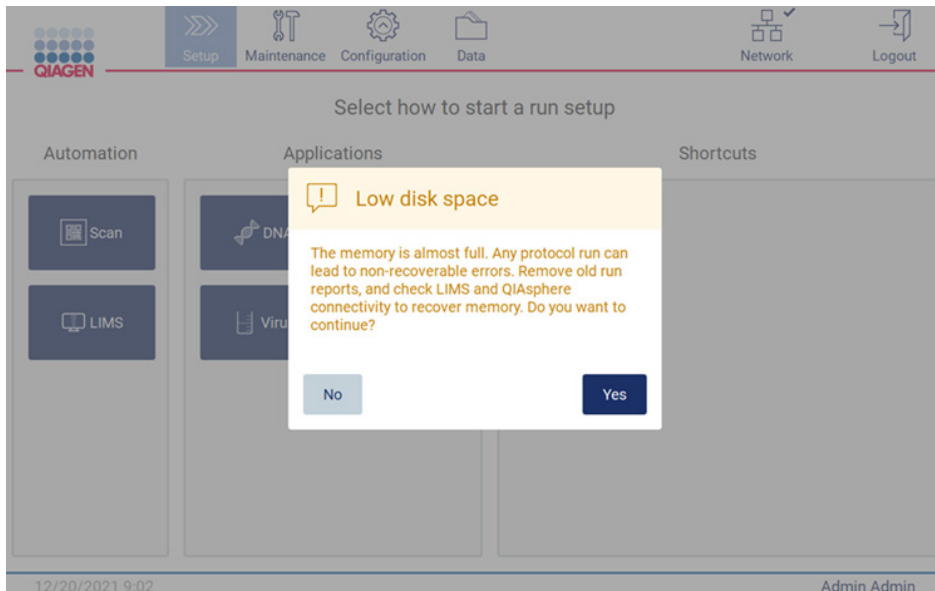 QIAGEN
Setup
Maintenance
Configuration
Data
Network
Logout
Select how to start a run setup
Automation
Applications
Shortcuts
Scan
DNA
LIMS
Viru
Low disk space
The memory is almost full. Any protocol run can
lead to non-recoverable errors. Remove old run
reports, and check LIMS and QIAsphere
connectivity to recover memory. Do you want to
continue?
No
Yes
12/20/2021 9:02
Admin Admin